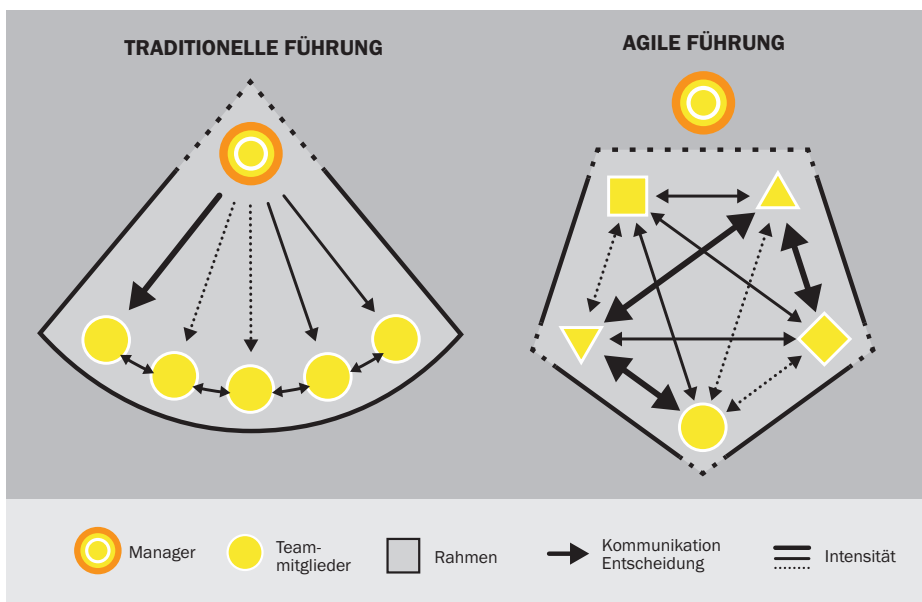 TRADITIONELLE FÜHRUNG
AGILE FÜHRUNG
Manager
Team-
mitglieder
Rahmen
Kommunikation
Entscheidung
Intensität